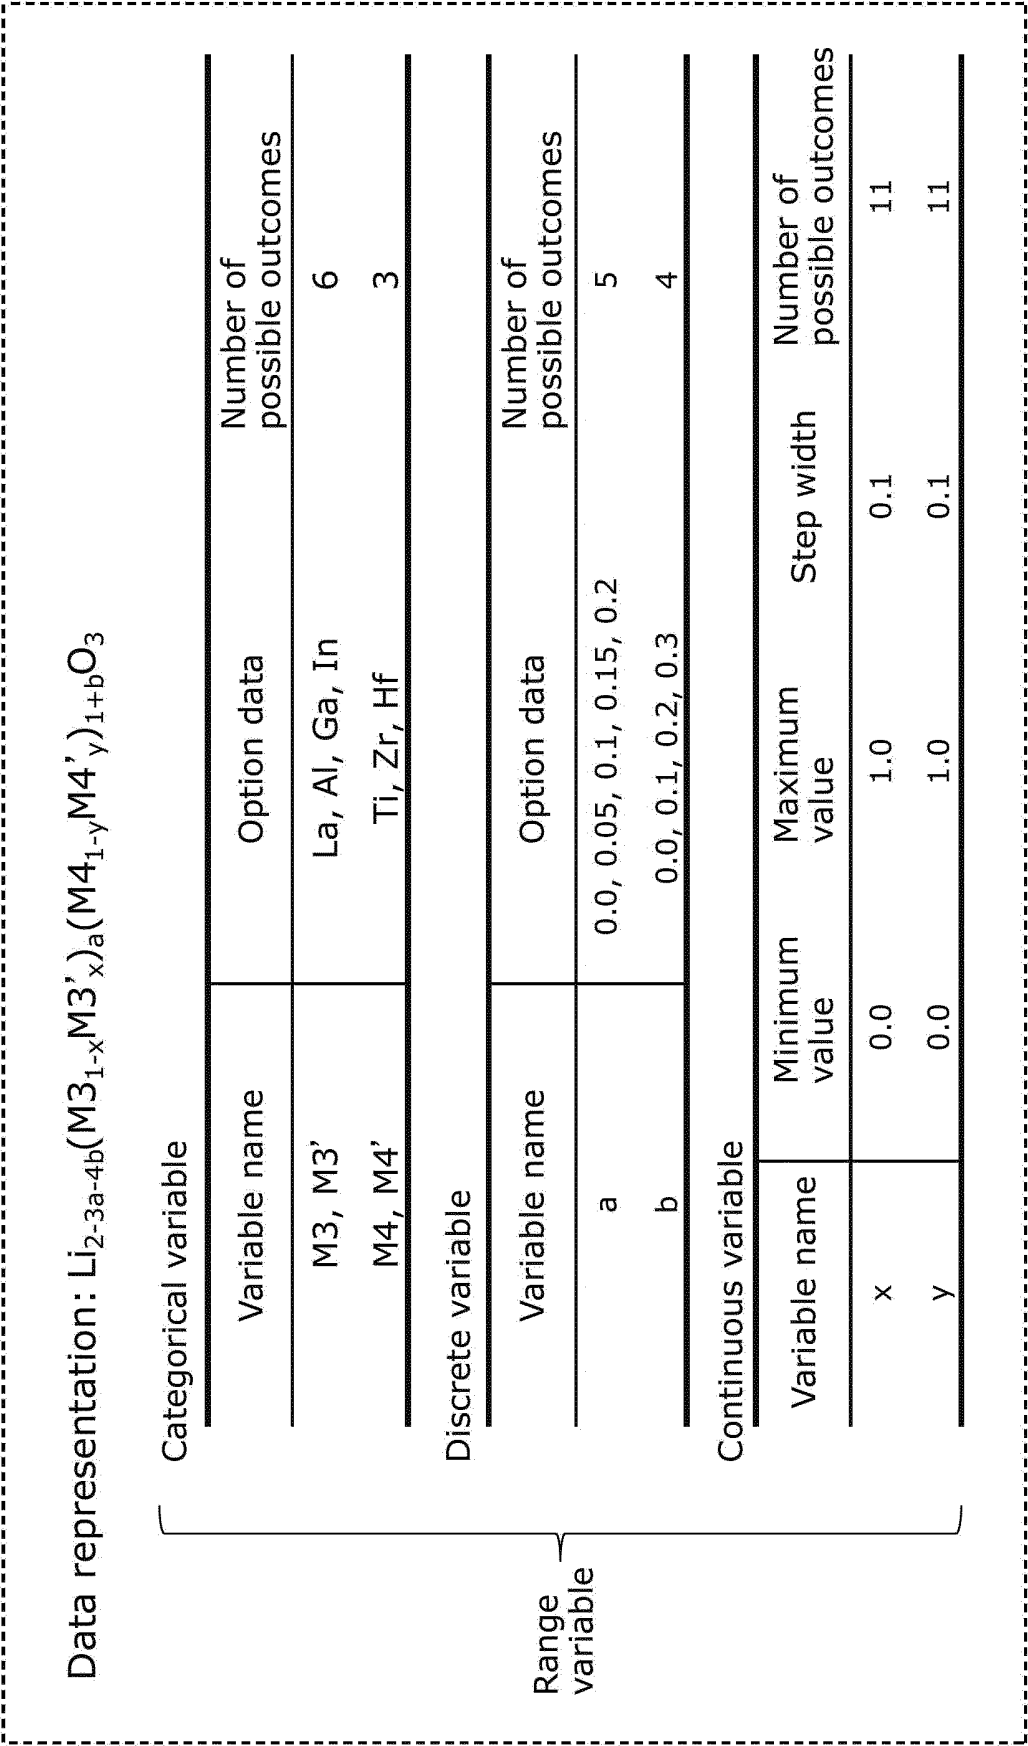 Data representation: Li2-3a-4b(M31-xM3'x)a(M41-yM4'y)1+bO3
Range
variable
Categorical variable
Variable name Option data Number of
possible outcomes
M3, M3' La, Al, Ga, In 6
M4, M4' Ti, Zr, Hf 3
Discrete variable
Variable name Option data Number of
possible outcomes
a 0.0, 0.05, 0.1, 0.15, 0.2 5
b 0.0, 0.1, 0.2, 0.3 4
Continuous variable
Variable name Minimum
value Maximum
value Step width Number of
possible outcomes
x 0.0 1.0 0.1 11
y 0.0 1.0 0.1 11